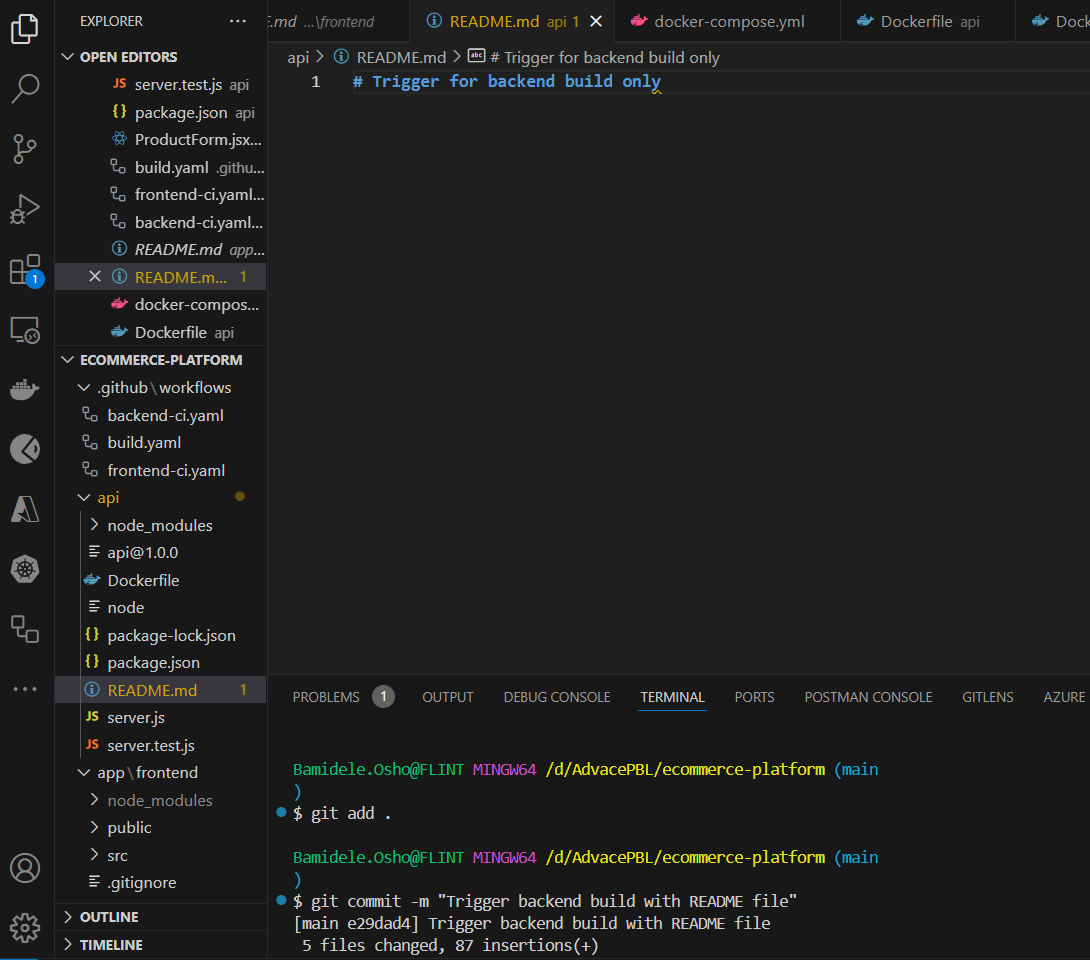 EXPLORER ...
OPEN EDITORS
JS server.test.js api
{} package.json api
ProductForm.jsx...
build.yaml .githu...
frontend-ci.yaml...
backend-ci.yaml...
README.md app...
README.m... 1
docker-compos...
Dockerfile api
ECOMMERCE-PLATFORM
.github\workflows
backend-ci.yaml
build.yaml
frontend-ci.yaml
api
node_modules
api@1.0.0
Dockerfile
node
{} package-lock.json
{} package.json
README.md 1
JS server.js
JS server.test.js
app\frontend
node_modules
public
src
.gitignore
OUTLINE
TIMELINE
1
E.md ...\frontend
README.md api 1
docker-compose.yml
Dockerfile api
Dock
api > README.md > abc # Trigger for backend build only
1 # Trigger for backend build only
PROBLEMS 1 OUTPUT DEBUG CONSOLE TERMINAL PORTS POSTMAN CONSOLE GITLENS AZURE
Bamidele.Osho@FLINT MINGW64 /d/AdvacePBL/ecommerce-platform (main
)
$ git add .
Bamidele.Osho@FLINT MINGW64 /d/AdvacePBL/ecommerce-platform (main
)
$ git commit -m "Trigger backend build with README file"
[main e29dad4] Trigger backend build with README file
5 files changed, 87 insertions(+)